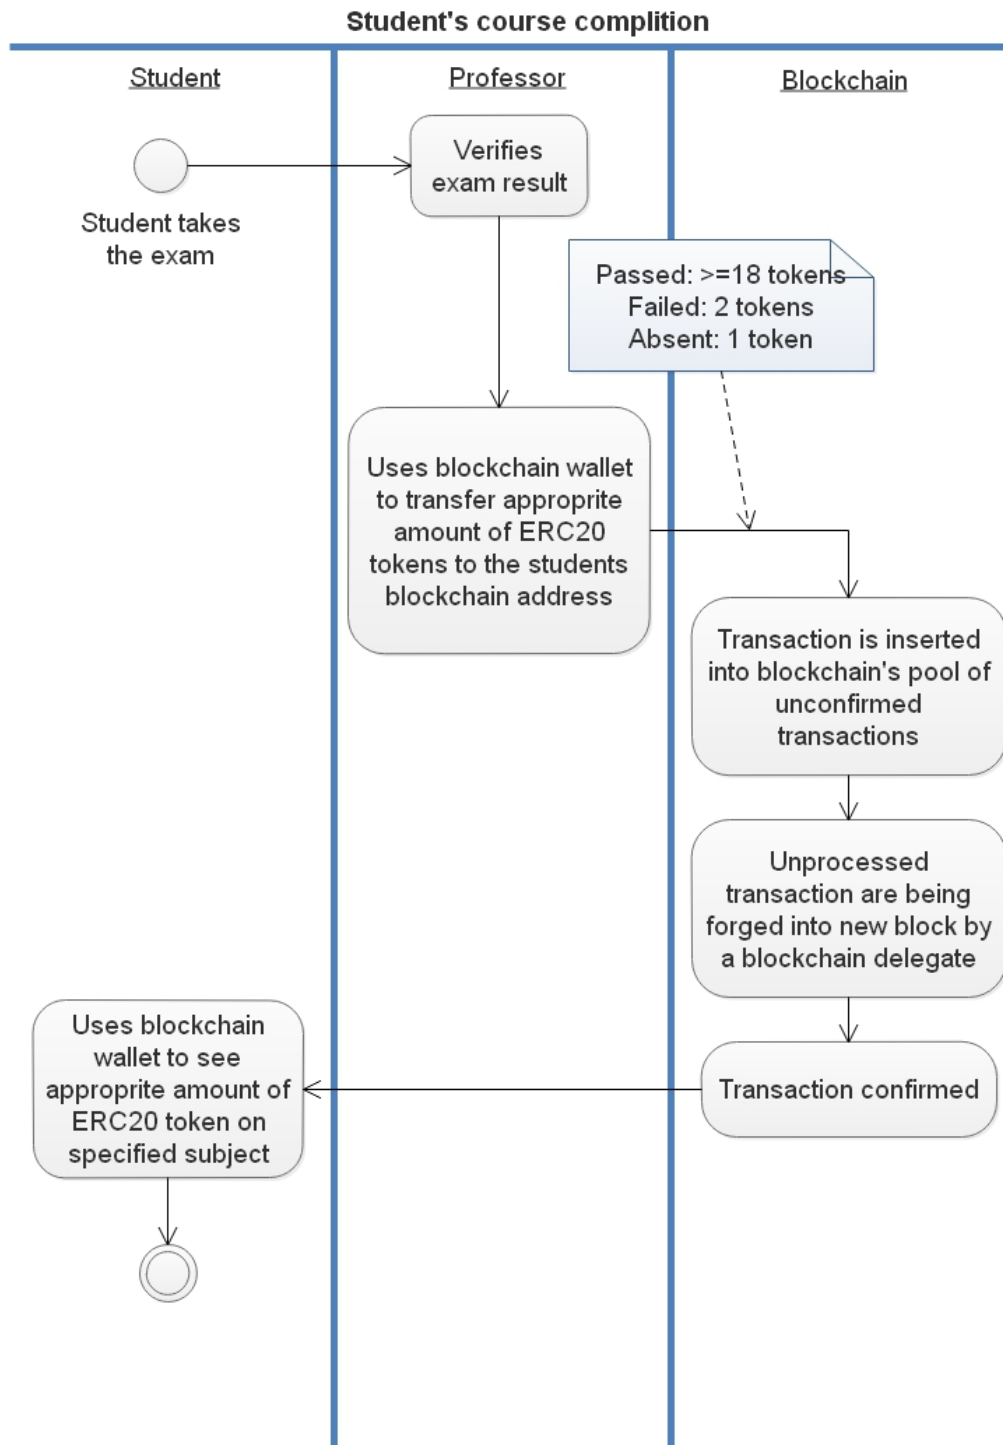 Student's course complition
Student
Professor
Blockchain
Verifies
exam result
Student takes
the exam
Passed: >=18 tokens
Failed: 2 tokens
Absent: 1 token
Uses blockchain wallet
to transfer approprite
amount of ERC20
tokens to the students
blockchain address
Transaction is inserted
into blockchain's pool of
unconfirmed
transactions
Unprocessed
transaction are being
forged into new block by
a blockchain delegate
Transaction confirmed
Uses blockchain
wallet to see
approprite amount of
ERC20 token on
specified subject